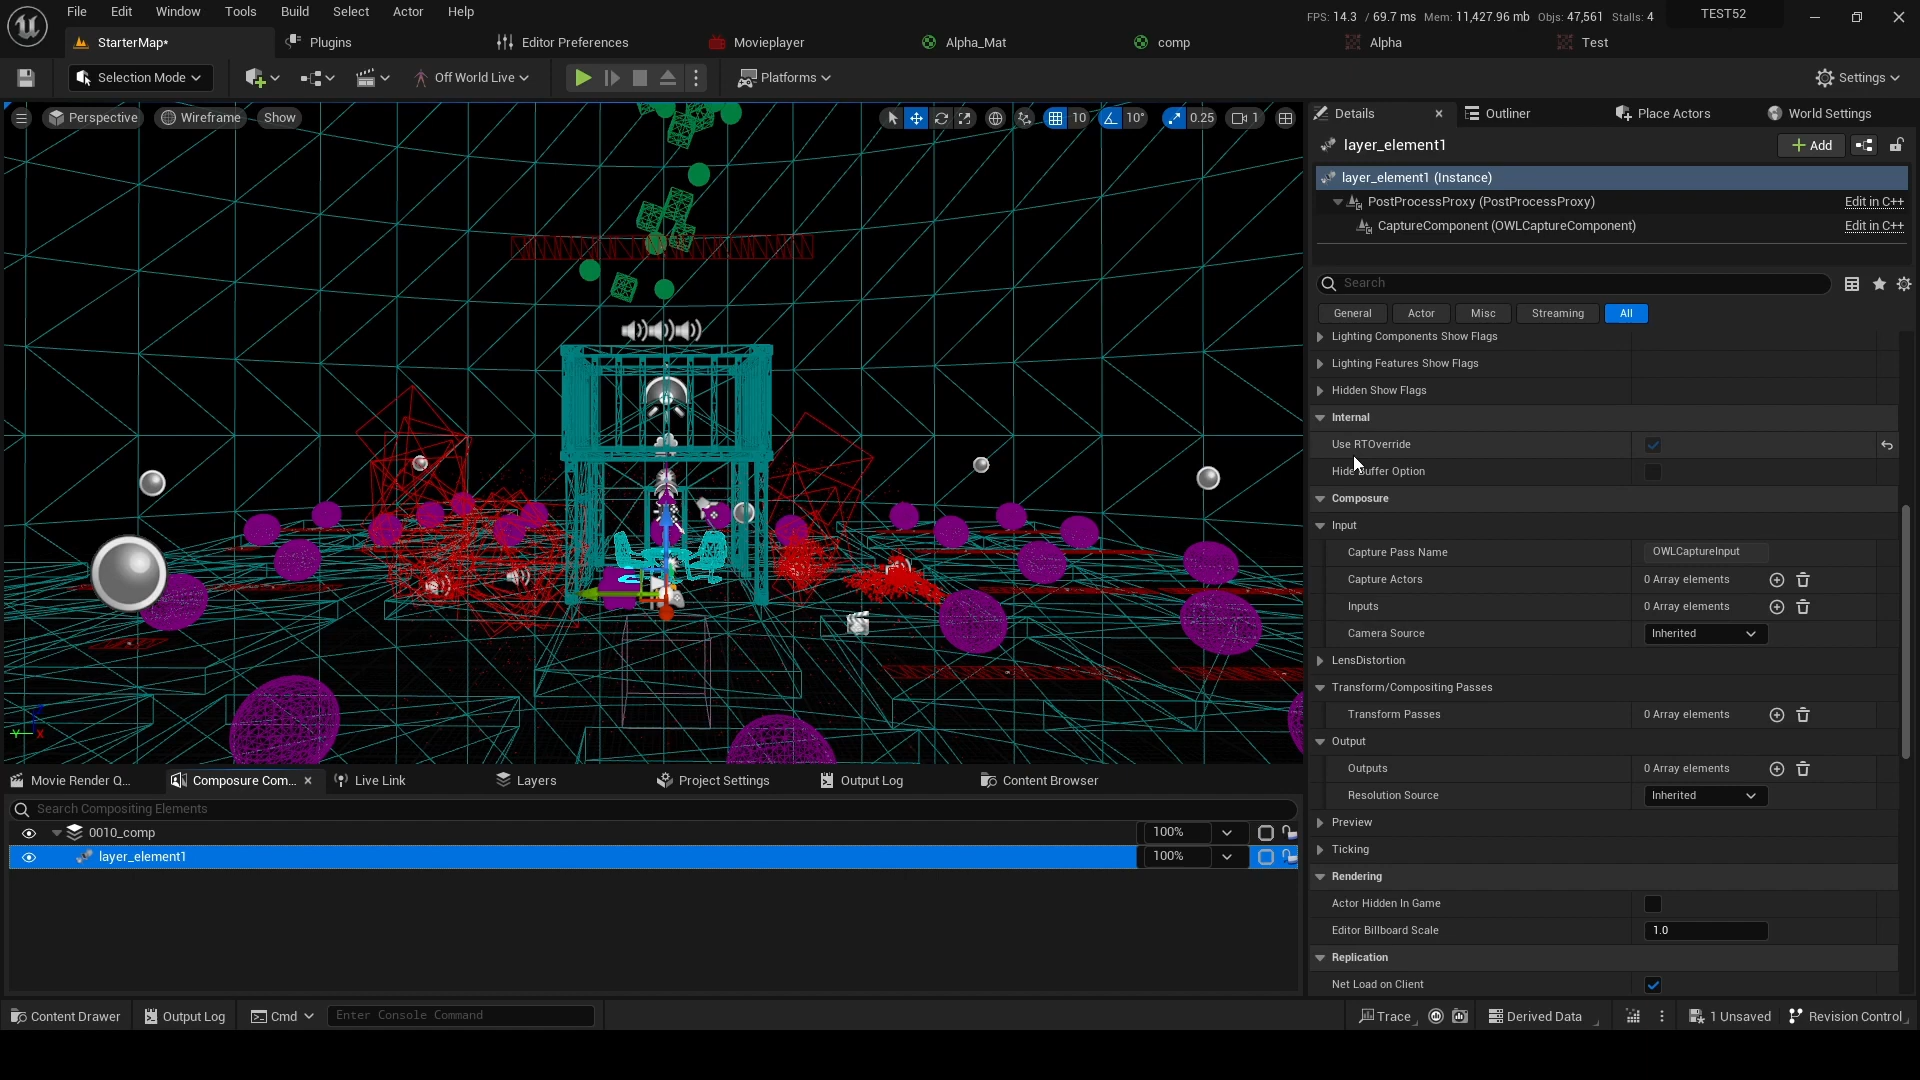 File Edit Window Tools Build Select Actor Help
FPS: 14.3 / 69.7 ms Mem: 11,427.96 mb Objs: 47,561 Stalls: 4 TEST52
StarterMap* Plugins Editor Preferences Movieplayer Alpha_Mat comp Alpha Test
Selection Mode Off World Live Platforms Settings
Perspective Wireframe Show 10 10° 0.25 1
Details Outliner Place Actors World Settings
layer_element1 Add
layer_element1 (Instance)
PostProcessProxy (PostProcessProxy) Edit in C++
CaptureComponent (OWLCaptureComponent) Edit in C++
Search
General Actor Misc Streaming All
Lighting Components Show Flags
Lighting Features Show Flags
Hidden Show Flags
Internal
Use RTOverride
Hide Buffer Option
Composure
Input
Capture Pass Name OWLCaptureInput
Capture Actors 0 Array elements
Inputs 0 Array elements
Camera Source Inherited
LensDistortion
Transform/Compositing Passes
Transform Passes 0 Array elements
Output
Outputs 0 Array elements
Resolution Source Inherited
Preview
Ticking
Rendering
Actor Hidden In Game
Editor Billboard Scale 1.0
Replication
Net Load on Client
Z
Y X
Movie Render Q... Composure Com... Live Link Layers Project Settings Output Log Content Browser
Search Compositing Elements
0010_comp 100%
layer_element1 100%
Content Drawer Output Log Cmd Enter Console Command Trace Derived Data 1 Unsaved Revision Control